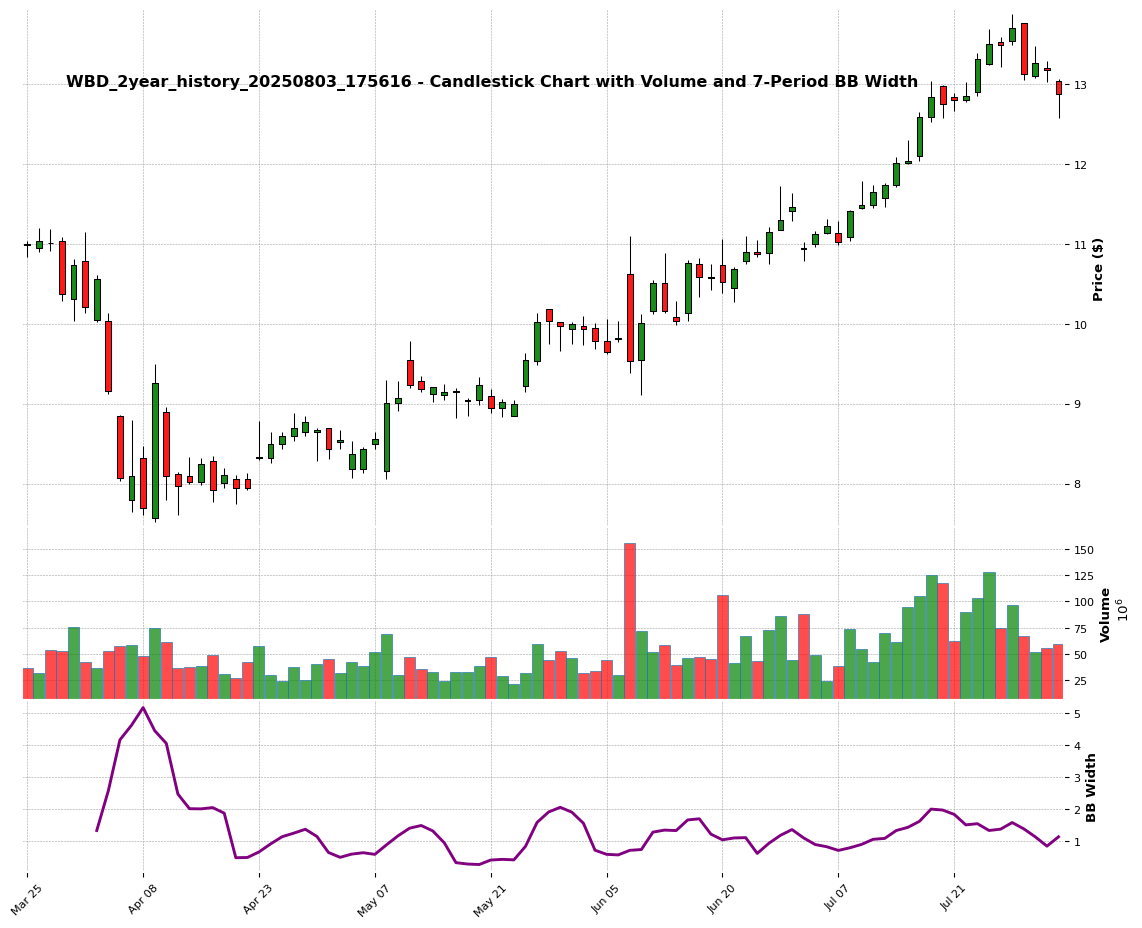 WBD_2year_history_20250803_175616 - Candlestick Chart with Volume and 7-Period BB Width
13
12
11
10
9
8
Price ($)
150
125
100
75
50
25
Volume
10^6
5
4
3
2
1
BB Width
Mar 25
Apr 08
Apr 23
May 07
May 21
Jun 05
Jun 20
Jul 07
Jul 21